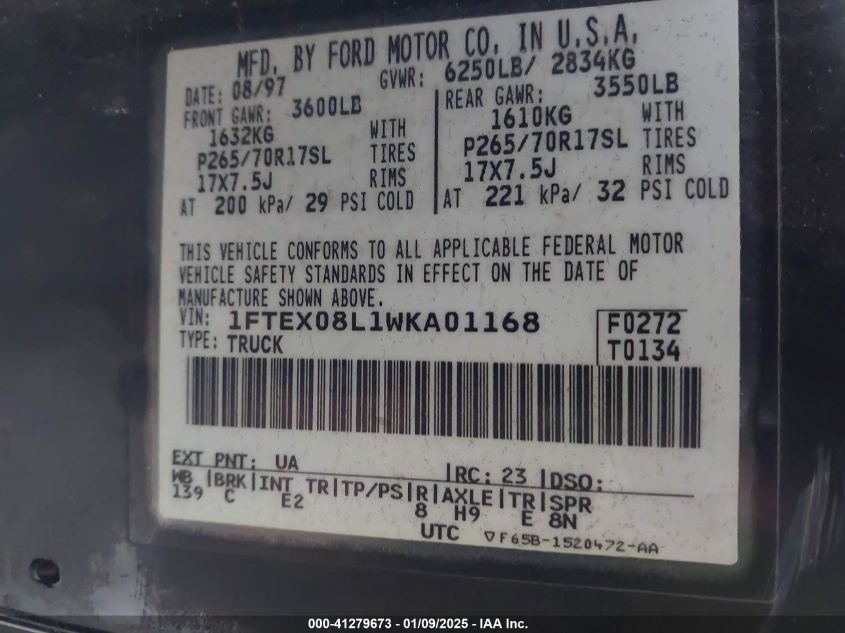 MFD. BY FORD MOTOR CO. IN U.S.A.
DATE: 08/97 GVWR: 6250LB/ 2834KG
FRONT GAWR: 3600LB REAR GAWR: 3550LB
1632KG WITH 1610KG WITH
P265/70R17SL TIRES P265/70R17SL TIRES
17X7.5J RIMS 17X7.5J RIMS
AT 200 kPa/ 29 PSI COLD AT 221 kPa/ 32 PSI COLD
THIS VEHICLE CONFORMS TO ALL APPLICABLE FEDERAL MOTOR
VEHICLE SAFETY STANDARDS IN EFFECT ON THE DATE OF
MANUFACTURE SHOWN ABOVE.
VIN: 1FTEX08L1WKA01168 F0272
TYPE: TRUCK T0134
EXT PNT: UA RC: 23 DSO:
WB BRK INT TR TP/PS R AXLE TR SPR
139 C E2 8 H9 E 8N
UTC ▽F65B-1520472-AA
000-41279673 - 01/09/2025 - IAA Inc.